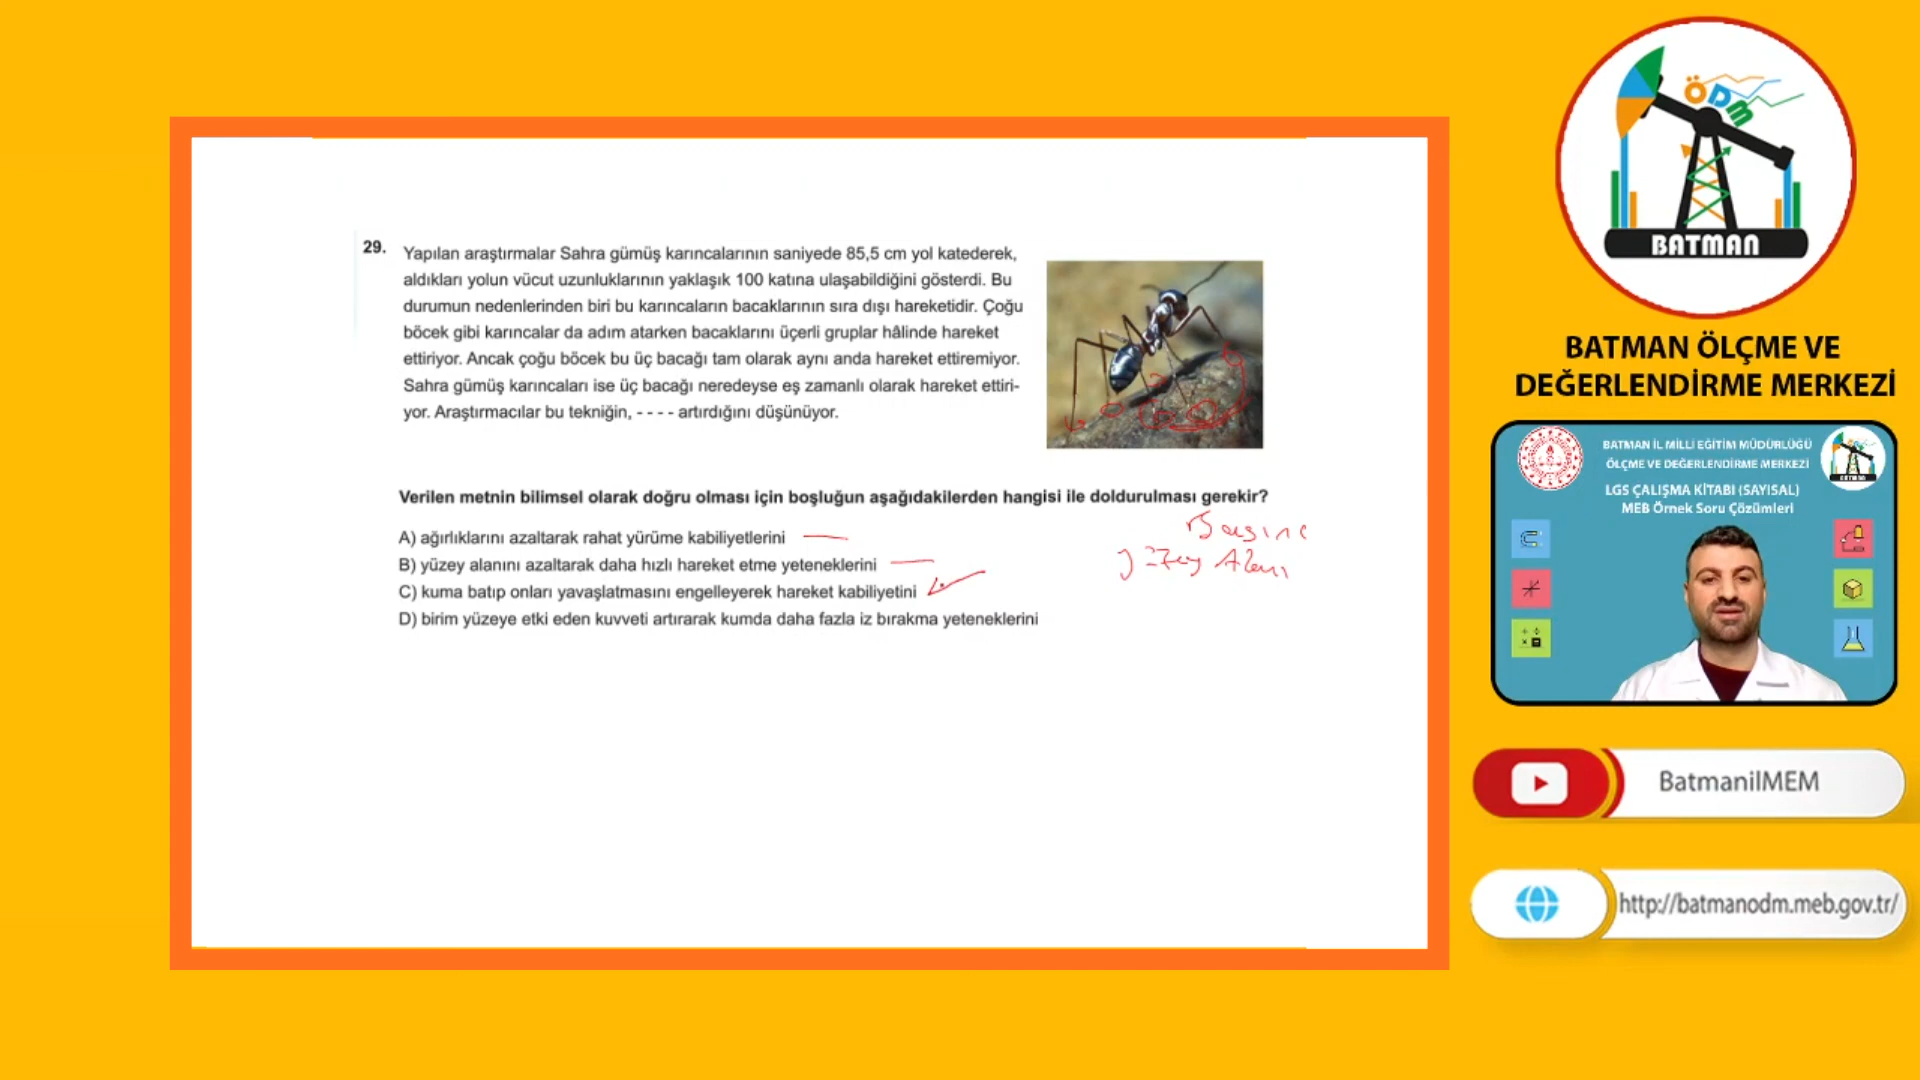 29. Yapılan araştırmalar Sahra gümüş karıncalarının saniyede 85,5 cm yol katederek,
aldıkları yolun vücut uzunluklarının yaklaşık 100 katına ulaşabildiğini gösterdi. Bu
durumun nedenlerinden biri bu karıncaların bacaklarının sıra dışı hareketidir. Çoğu
böcek gibi karıncalar da adım atarken bacaklarını üçerli gruplar hâlinde hareket
ettiriyor. Ancak çoğu böcek bu üç bacağı tam olarak aynı anda hareket ettiremiyor.
Sahra gümüş karıncaları ise üç bacağı neredeyse eş zamanlı olarak hareket ettiri-
yor. Araştırmacılar bu tekniğin, - - - - artırdığını düşünüyor.
Verilen metnin bilimsel olarak doğru olması için boşluğun aşağıdakilerden hangisi ile doldurulması gerekir?
A) ağırlıklarını azaltarak rahat yürüme kabiliyetlerini
B) yüzey alanını azaltarak daha hızlı hareket etme yeteneklerini
C) kuma batıp onları yavaşlatmasını engelleyerek hareket kabiliyetini
D) birim yüzeye etki eden kuvveti artırarak kumda daha fazla iz bırakma yeteneklerini
Basınc
Yüzey Alanı
ÖDM
BATMAN
BATMAN ÖLÇME VE
DEĞERLENDİRME MERKEZİ
BATMAN İL MİLLİ EĞİTİM MÜDÜRLÜĞÜ
ÖLÇME VE DEĞERLENDİRME MERKEZİ
LGS ÇALIŞMA KİTABI (SAYISAL)
MEB Örnek Soru Çözümleri
BatmanilMEM
http://batmanodm.meb.gov.tr/